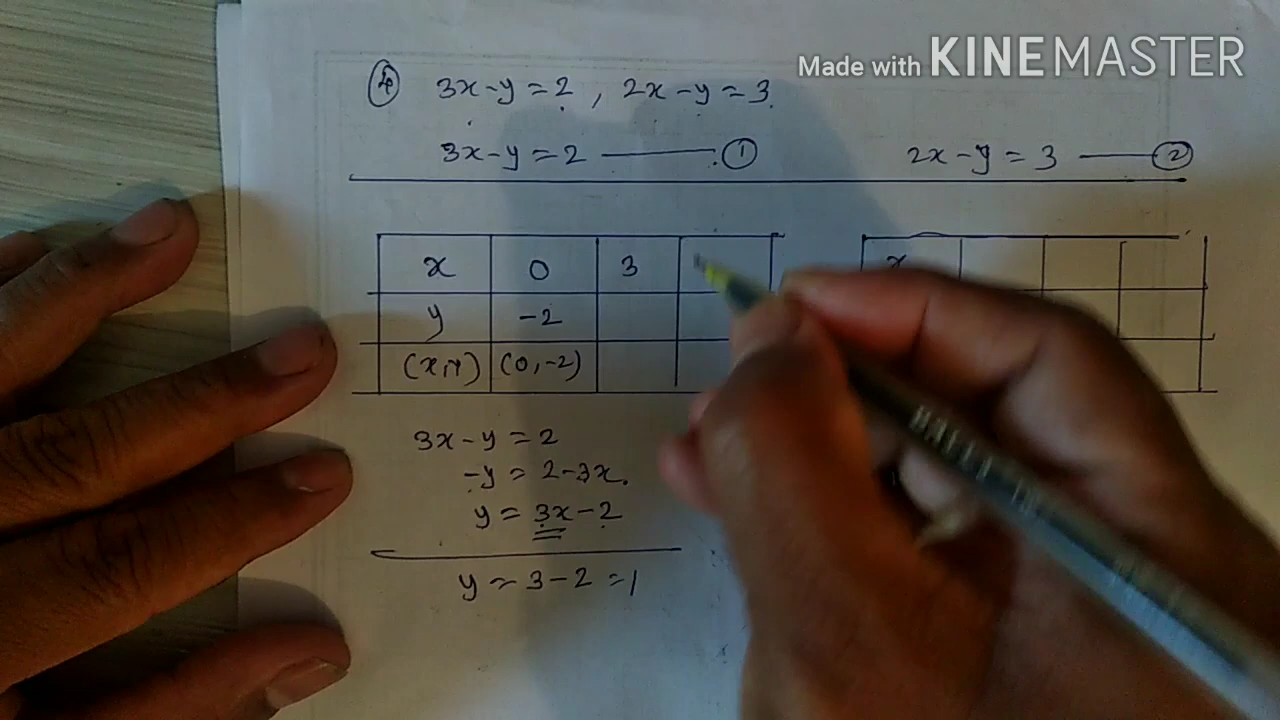 Made with KINEMASTER
④ 3x-y=2, 2x-y=3
3x-y=2 ——— ① 2x-y=3 ——— ②
x 0 3 x
y -2
(x,y) (0,-2)
3x-y=2
-y=2-3x
y=3x-2
y=3-2=1